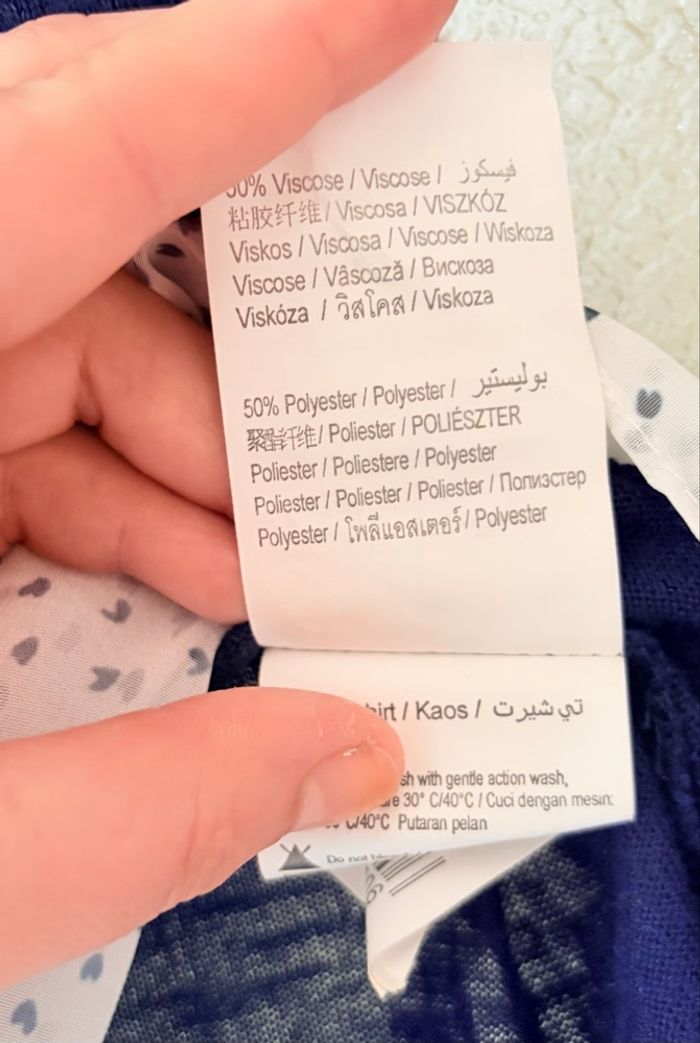 50% Viscose / Viscose / فيسكوز
粘胶纤维/ Viscosa / VISZKÓZ
Viskos / Viscosa / Viscose / Wiskoza
Viscose / Vâscoză / Вискоза
Viskóza / วิสโคส / Viskoza
50% Polyester / Polyester / بوليستير
聚酯纤维/ Poliester / POLIÉSZTER
Poliester / Poliestere / Polyester
Poliester / Poliester / Poliester / Полиэстер
Polyester / โพลีแอสเตอร์ / Polyester
/ Kaos / تي شيرت
with gentle action wash,
30° C/40°C / Cuci dengan mesin:
C/40°C Putaran pelan
Do not